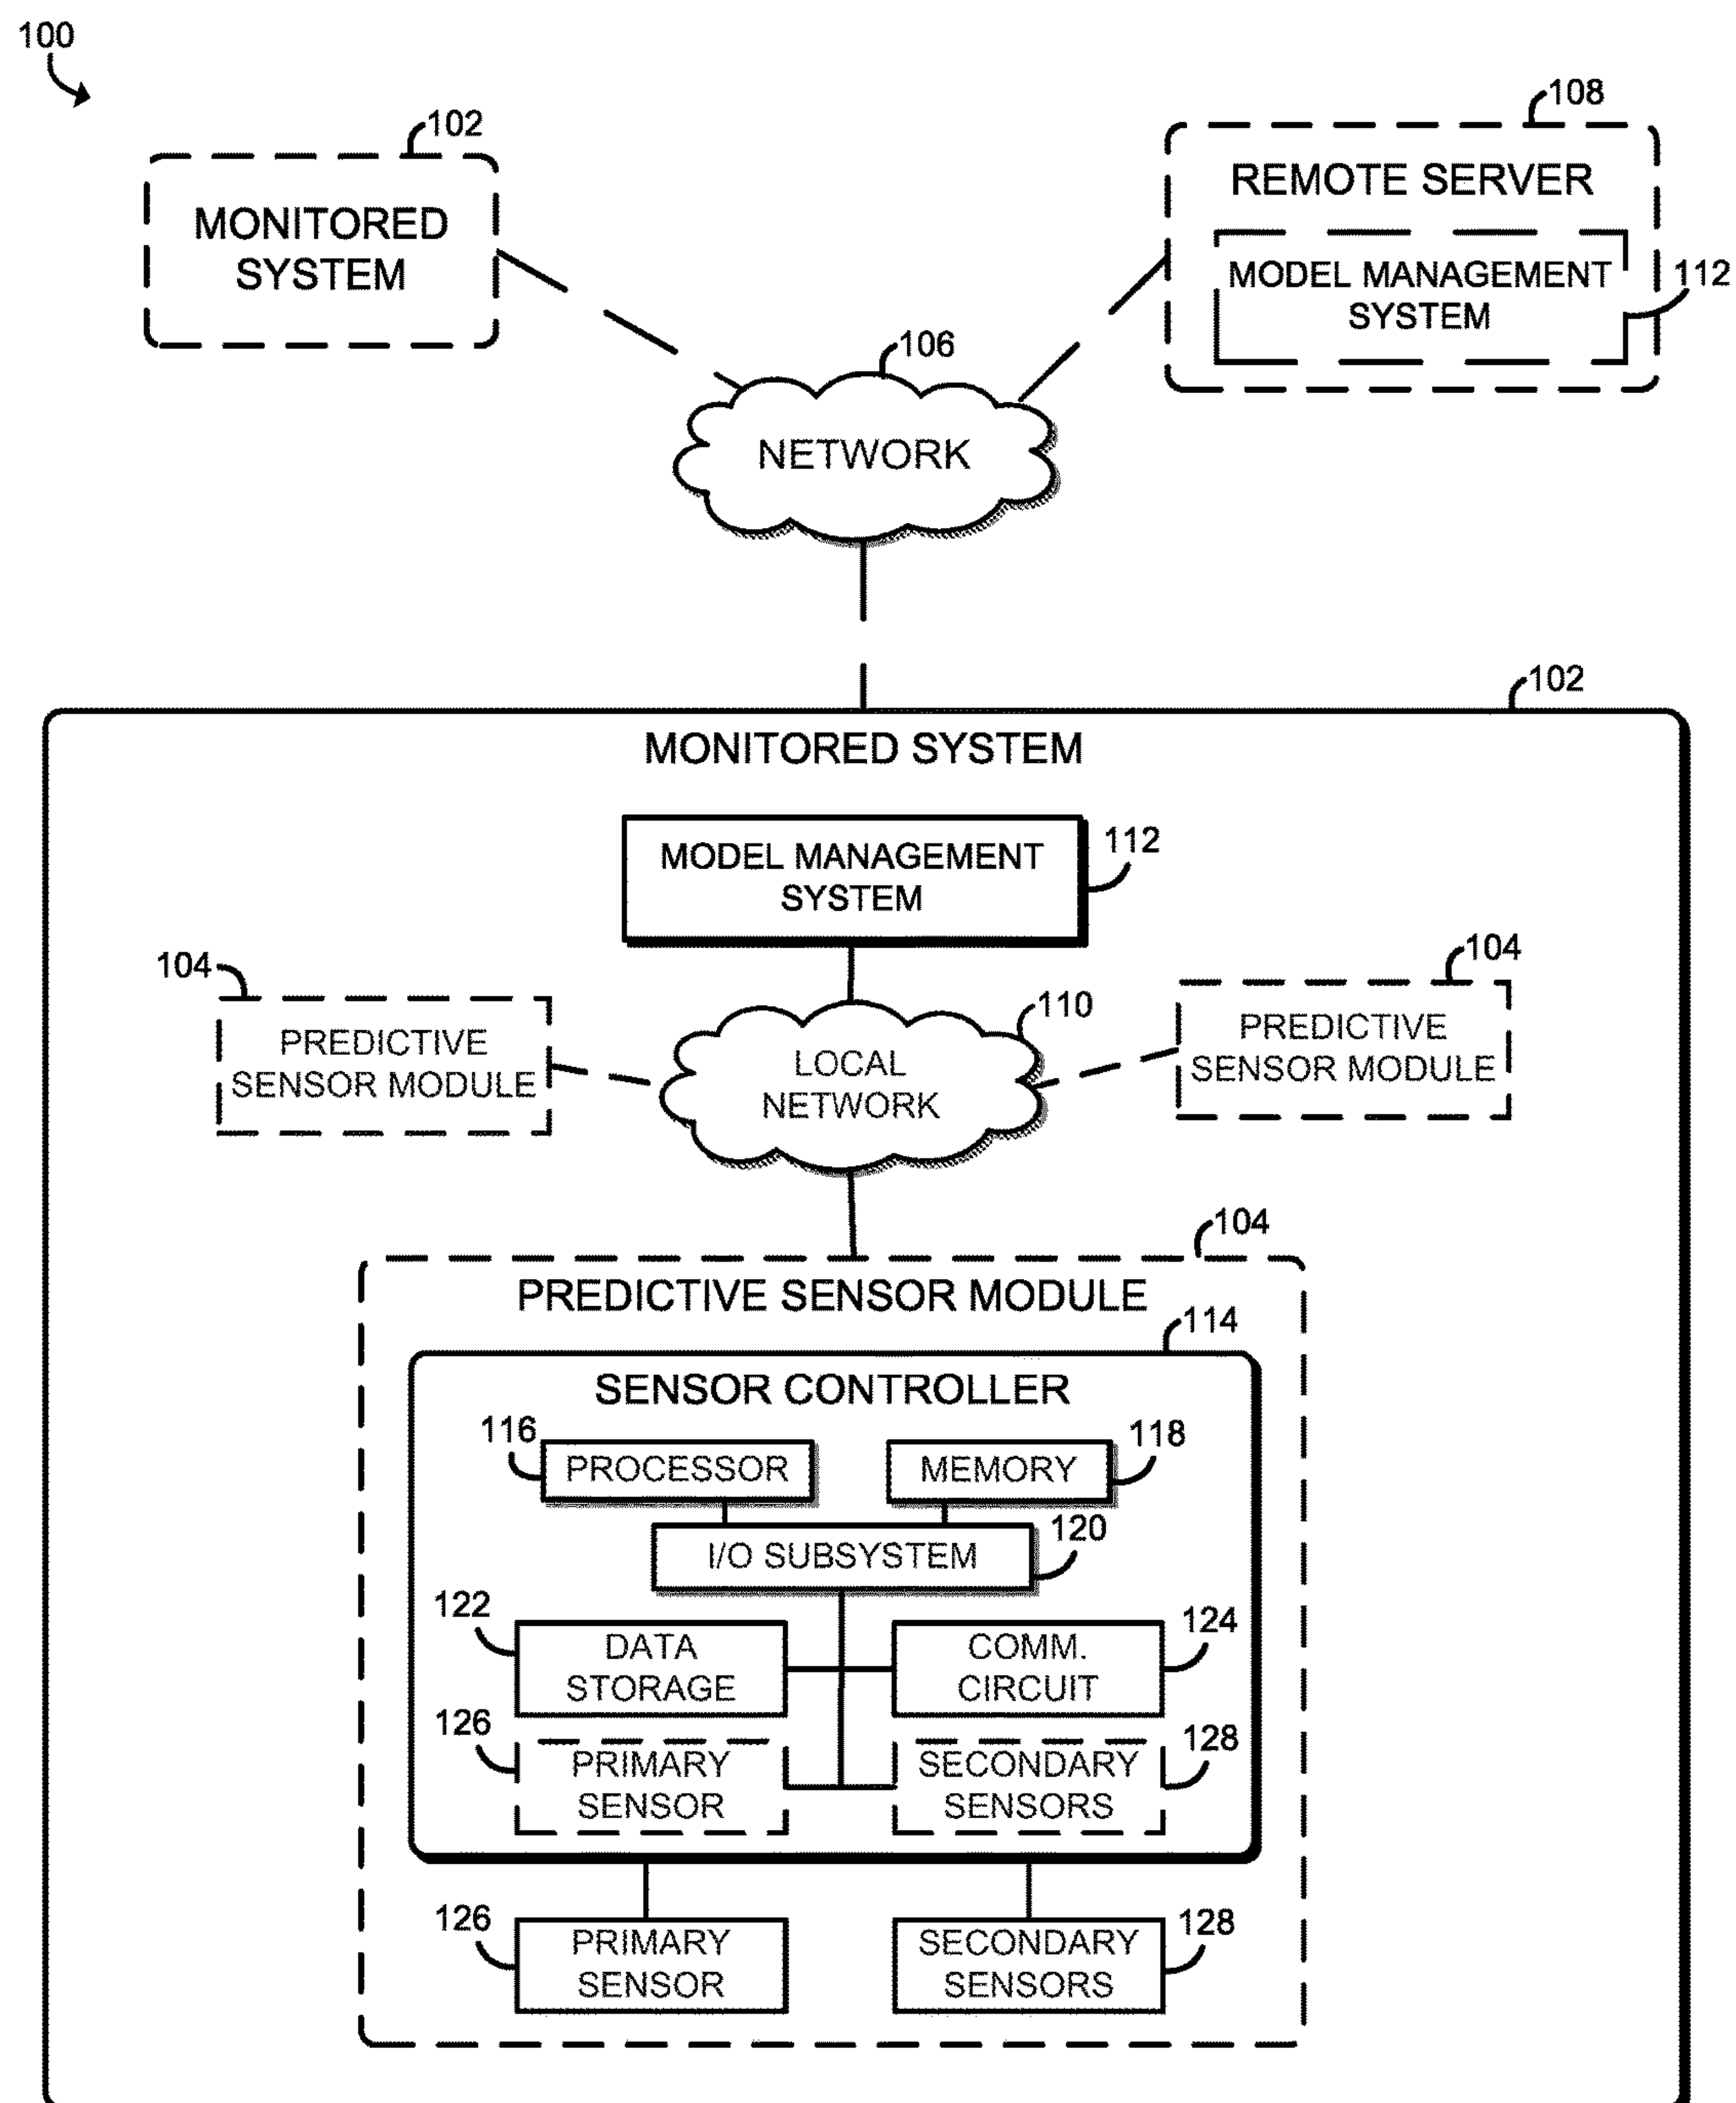 100
102
MONITORED
SYSTEM
108
REMOTE SERVER
MODEL MANAGEMENT
SYSTEM
112
106
NETWORK
102
MONITORED SYSTEM
MODEL MANAGEMENT
SYSTEM
112
104
PREDICTIVE
SENSOR MODULE
110
LOCAL
NETWORK
104
PREDICTIVE
SENSOR MODULE
104
PREDICTIVE SENSOR MODULE
114
SENSOR CONTROLLER
116
PROCESSOR
MEMORY
118
I/O SUBSYSTEM
120
122
DATA
STORAGE
COMM.
CIRCUIT
124
126
PRIMARY
SENSOR
SECONDARY
SENSORS
128
126
PRIMARY
SENSOR
SECONDARY
SENSORS
128